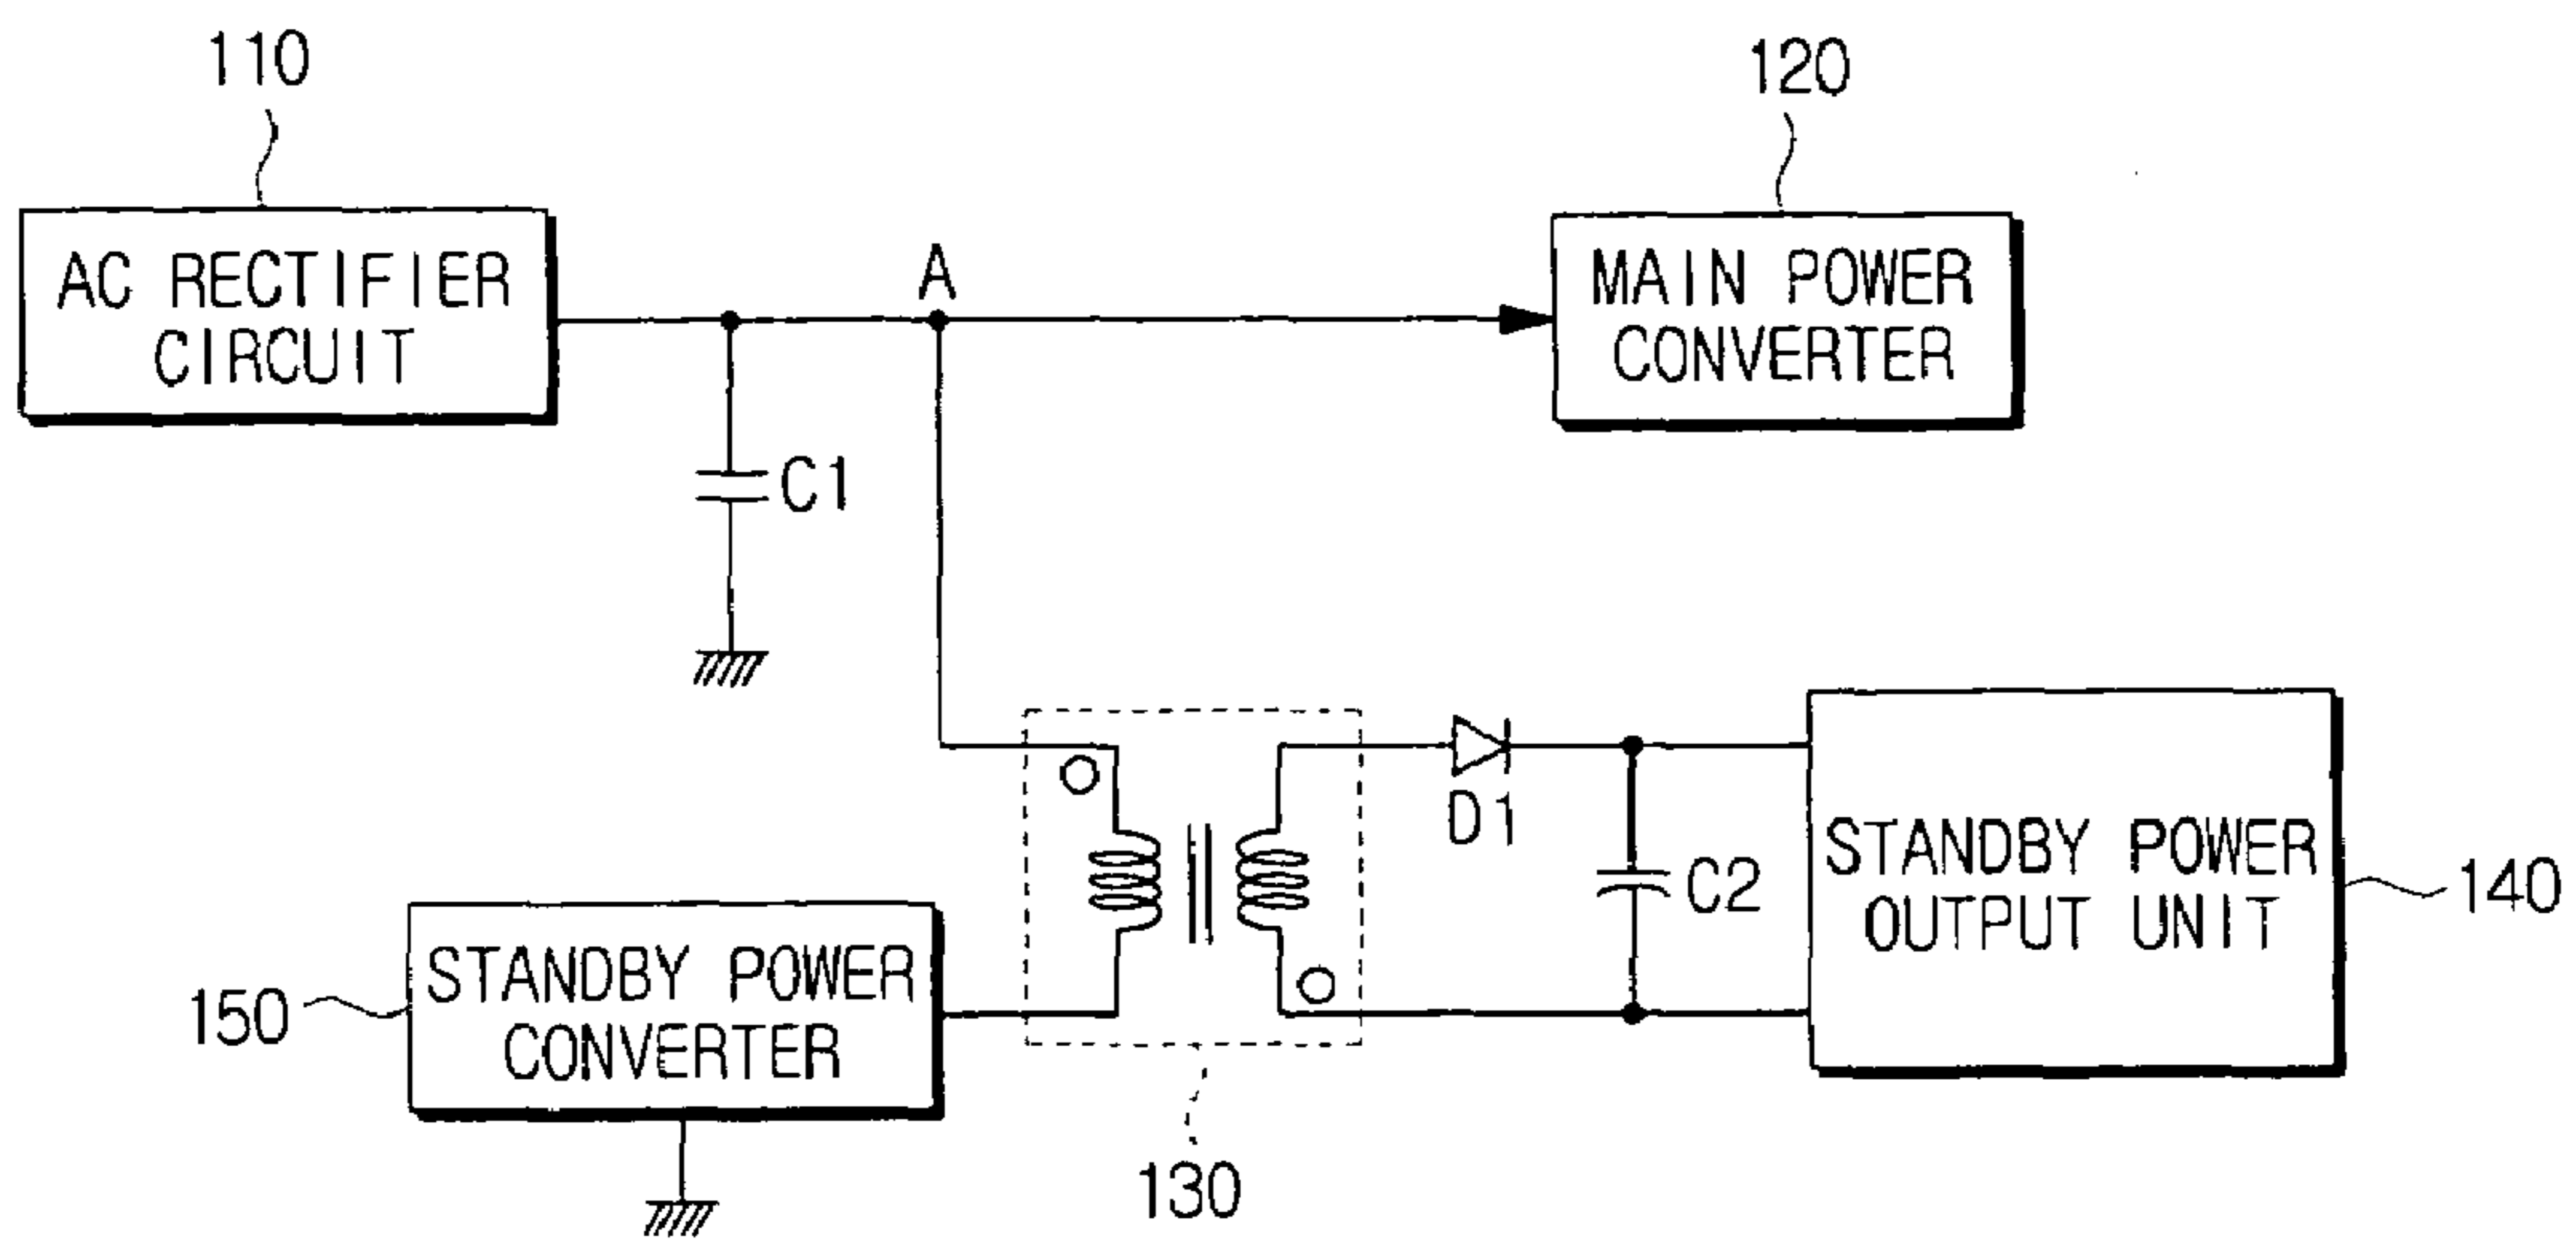 110
120
AC RECTIFIER
CIRCUIT
A
MAIN POWER
CONVERTER
C1
D1
C2
STANDBY POWER
OUTPUT UNIT
140
150
STANDBY POWER
CONVERTER
130